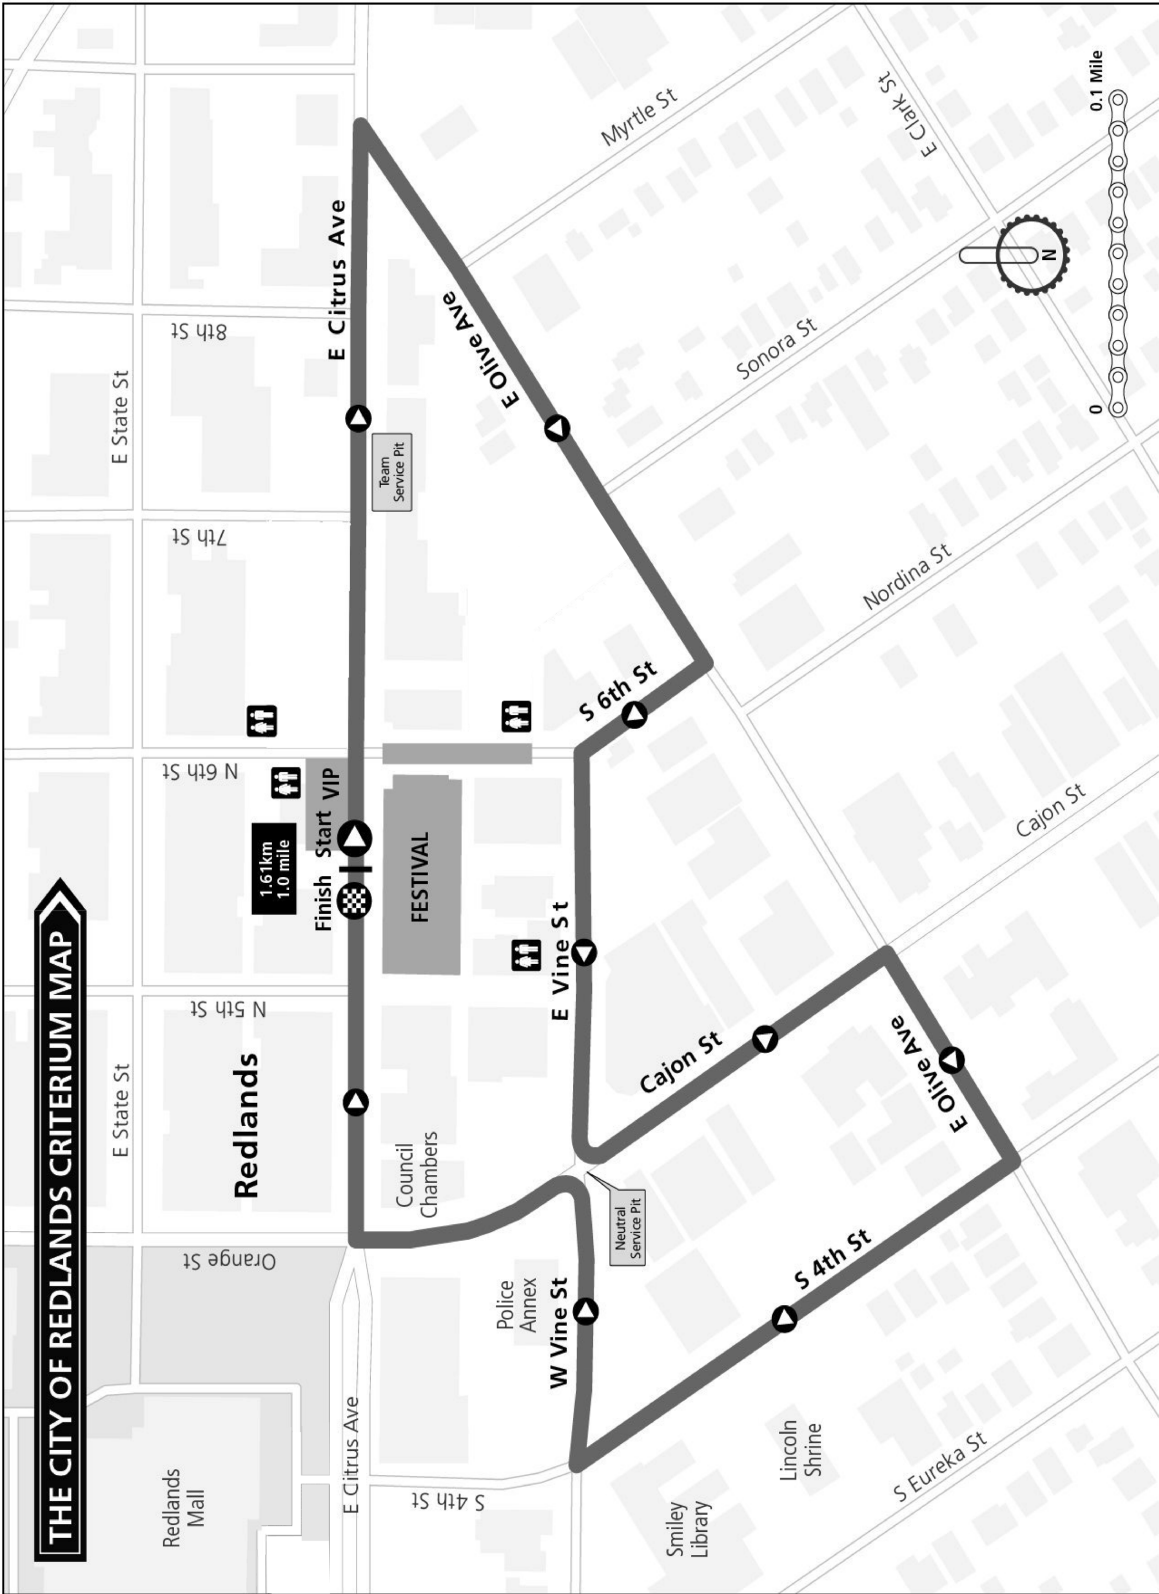 THE CITY OF REDLANDS CRITERIUM MAP
Redlands
Mall
E State St
E State St
Orange St
N 5th St
N 6th St
7th St
8th St
Redlands
1.61km
1.0 mile
Finish
Start
VIP
E Citrus Ave
E Citrus Ave
S 4th St
Council
Chambers
FESTIVAL
Team
Service Pit
E Olive Ave
Police
Annex
W Vine St
E Vine St
S 6th St
Neutral
Service Pit
Myrtle St
Smiley
Library
Lincoln
Shrine
S 4th St
Cajon St
Sonora St
S Eureka St
E Olive Ave
Cajon St
Nordina St
E Clark St
N
0
0.1 Mile